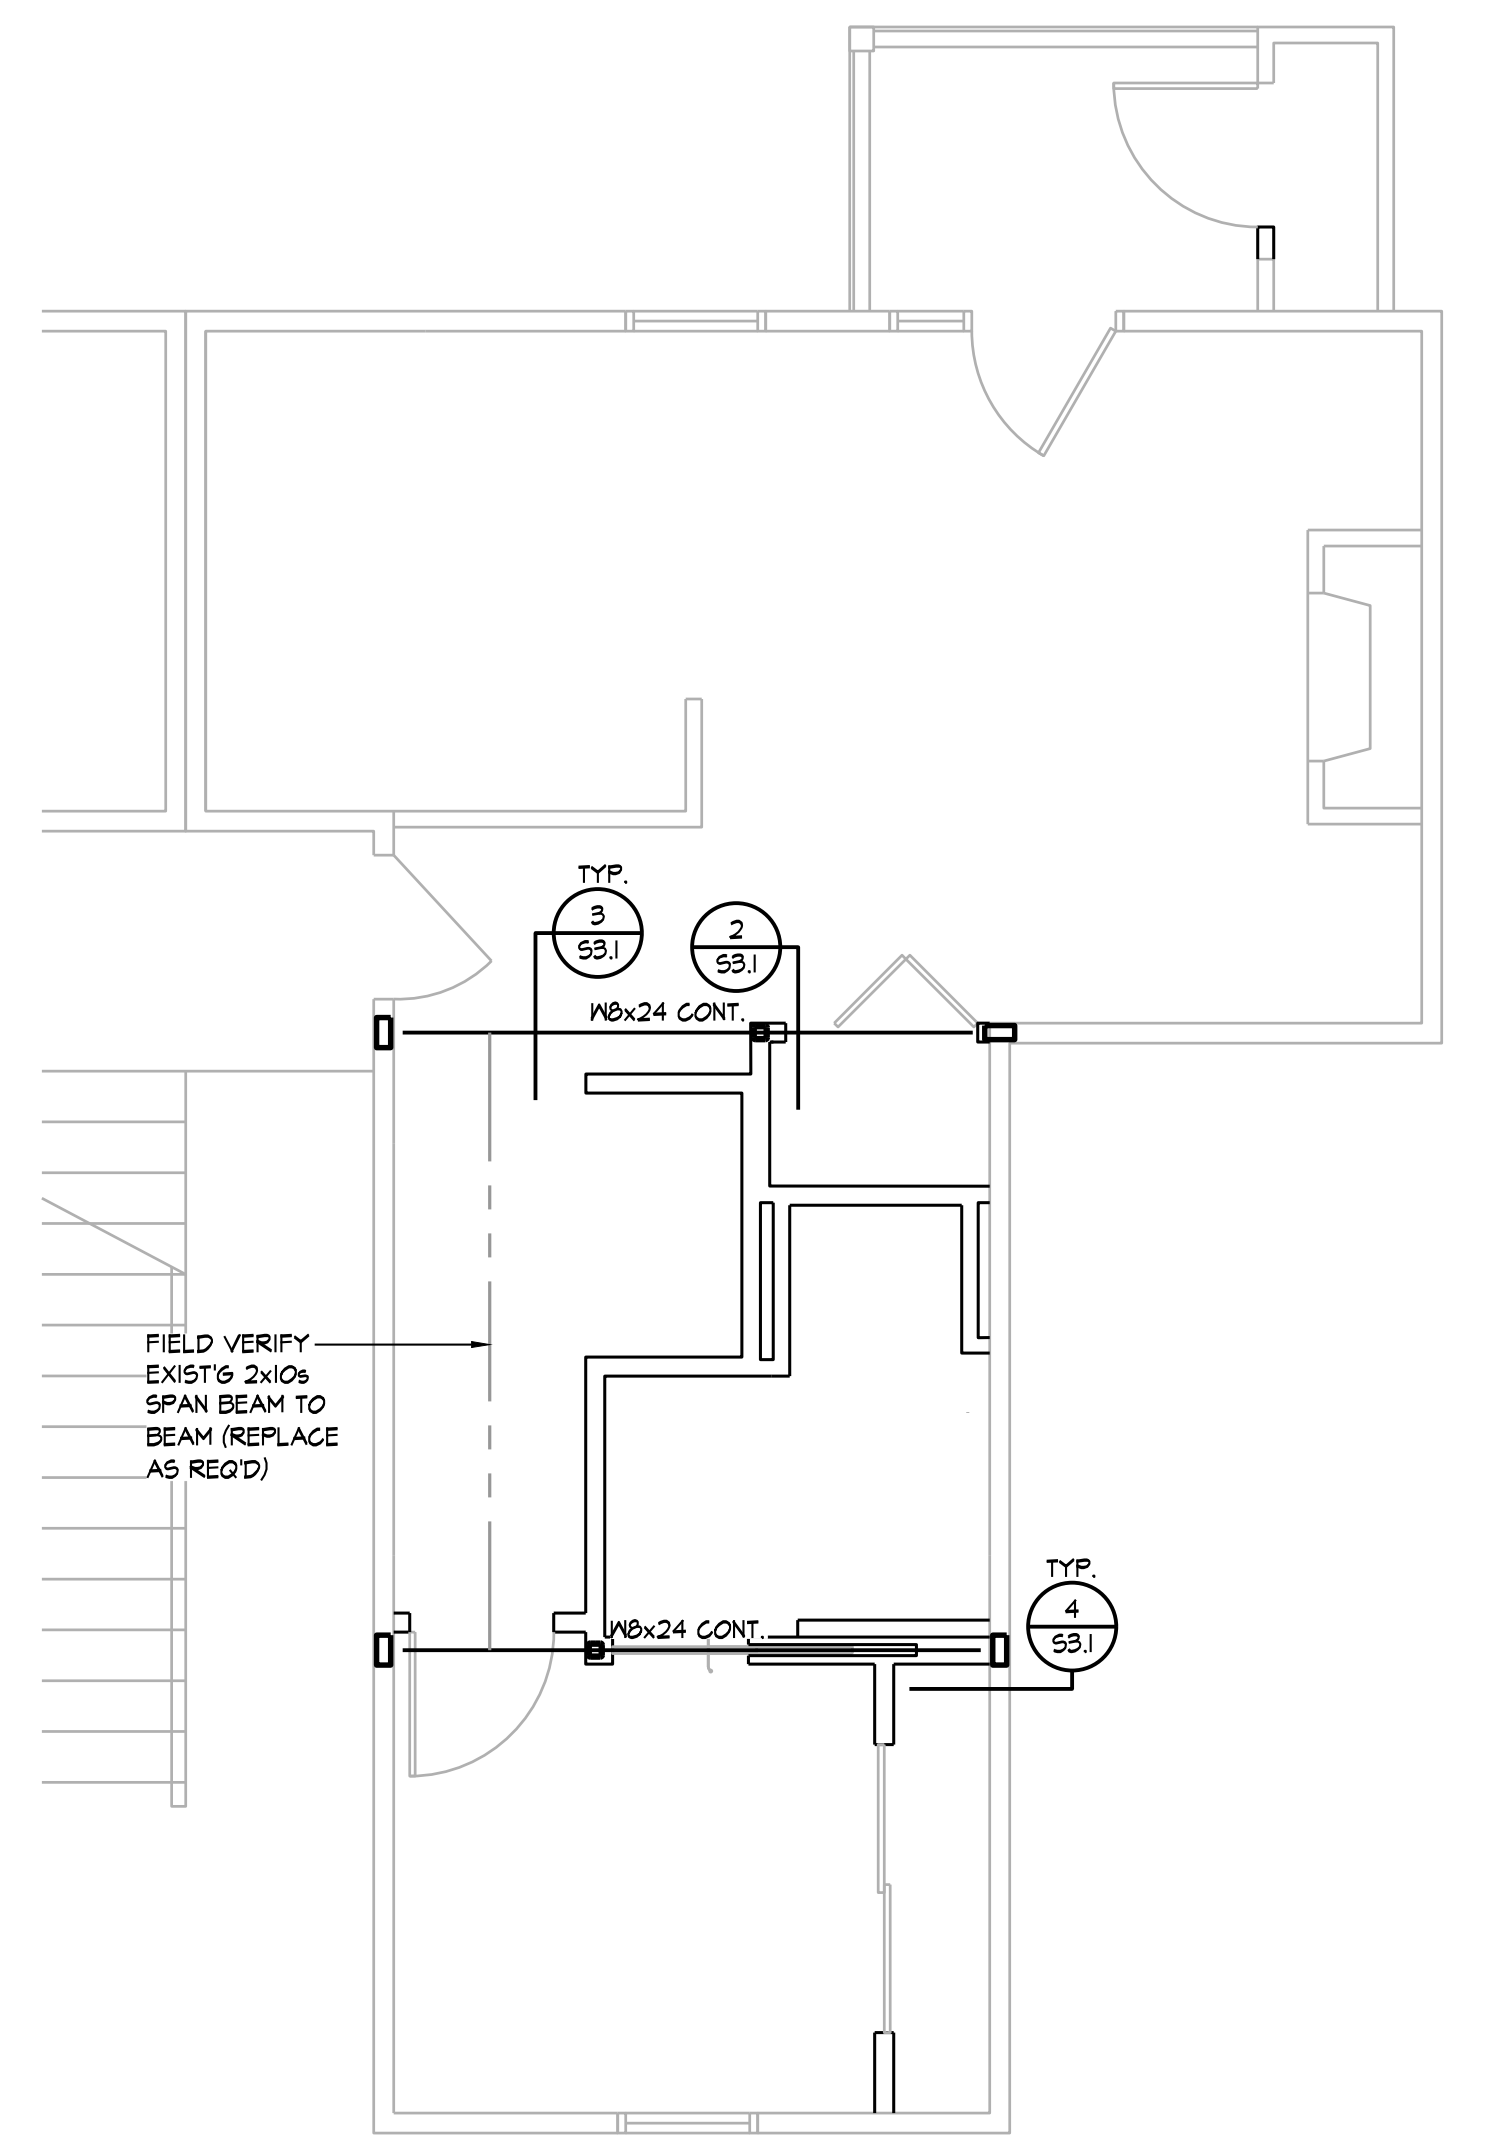 TYP.
3
S3.1
2
S3.1
W8x24 CONT.
FIELD VERIFY
EXIST'G 2x10s
SPAN BEAM TO
BEAM (REPLACE
AS REQ'D)
TYP.
4
S3.1
W8x24 CONT.